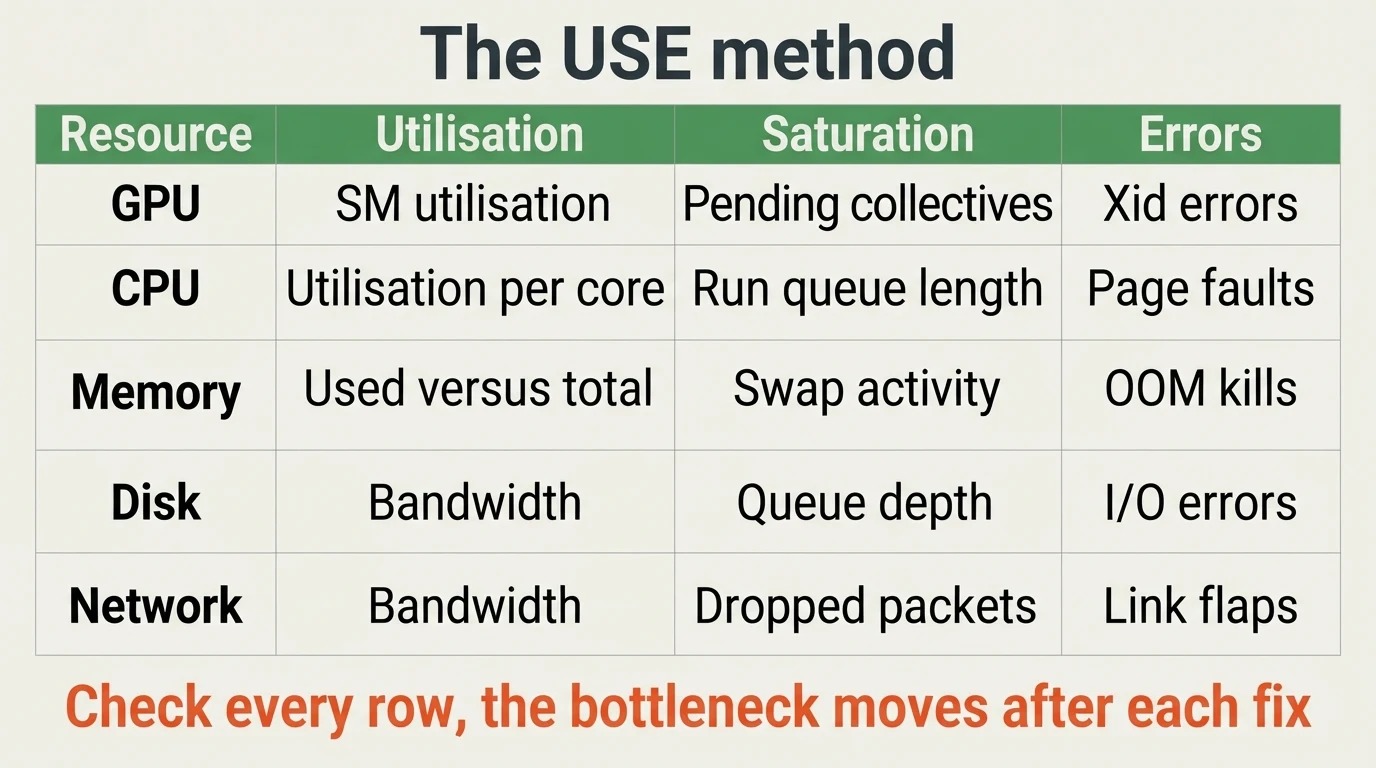 The USE method
Resource Utilisation Saturation Errors
GPU SM utilisation Pending collectives Xid errors
CPU Utilisation per core Run queue length Page faults
Memory Used versus total Swap activity OOM kills
Disk Bandwidth Queue depth I/O errors
Network Bandwidth Dropped packets Link flaps
Check every row, the bottleneck moves after each fix